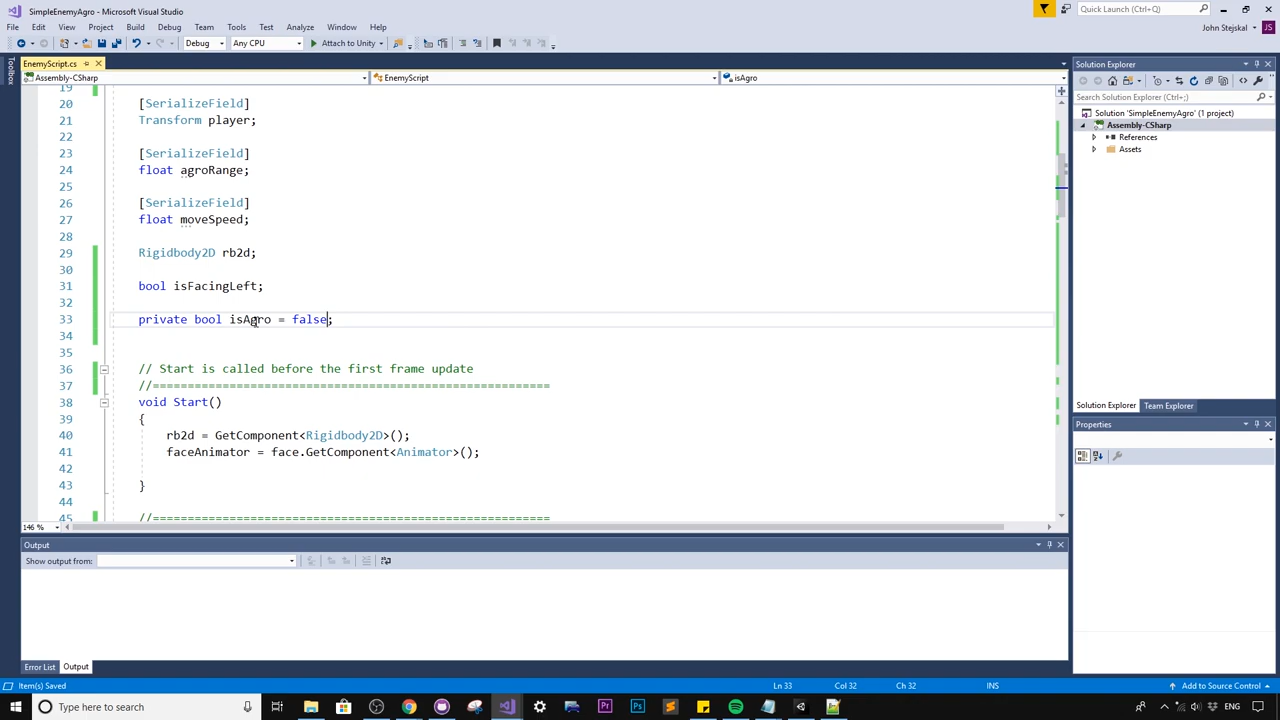 SimpleEnemyAgro - Microsoft Visual Studio
Quick Launch (Ctrl+Q)
File Edit View Project Build Debug Team Tools Test Analyze Window Help
John Stejskal JS
Debug Any CPU Attach to Unity
Toolbox
EnemyScript.cs
Assembly-CSharp EnemyScript isAgro
19
20 [SerializeField]
21 Transform player;
22
23 [SerializeField]
24 float agroRange;
25
26 [SerializeField]
27 float moveSpeed;
28
29 Rigidbody2D rb2d;
30
31 bool isFacingLeft;
32
33 private bool isAgro = false;
34
35
36 // Start is called before the first frame update
37 //==========================================================
38 void Start()
39 {
40 rb2d = GetComponent<Rigidbody2D>();
41 faceAnimator = face.GetComponent<Animator>();
42
43 }
44
45 //==========================================================
146 %
Solution Explorer
Search Solution Explorer (Ctrl+;)
Solution 'SimpleEnemyAgro' (1 project)
Assembly-CSharp
References
Assets
Solution Explorer Team Explorer
Properties
Output
Show output from:
Error List Output
Item(s) Saved Ln 33 Col 32 Ch 32 INS Add to Source Control
Type here to search
Pr Ps